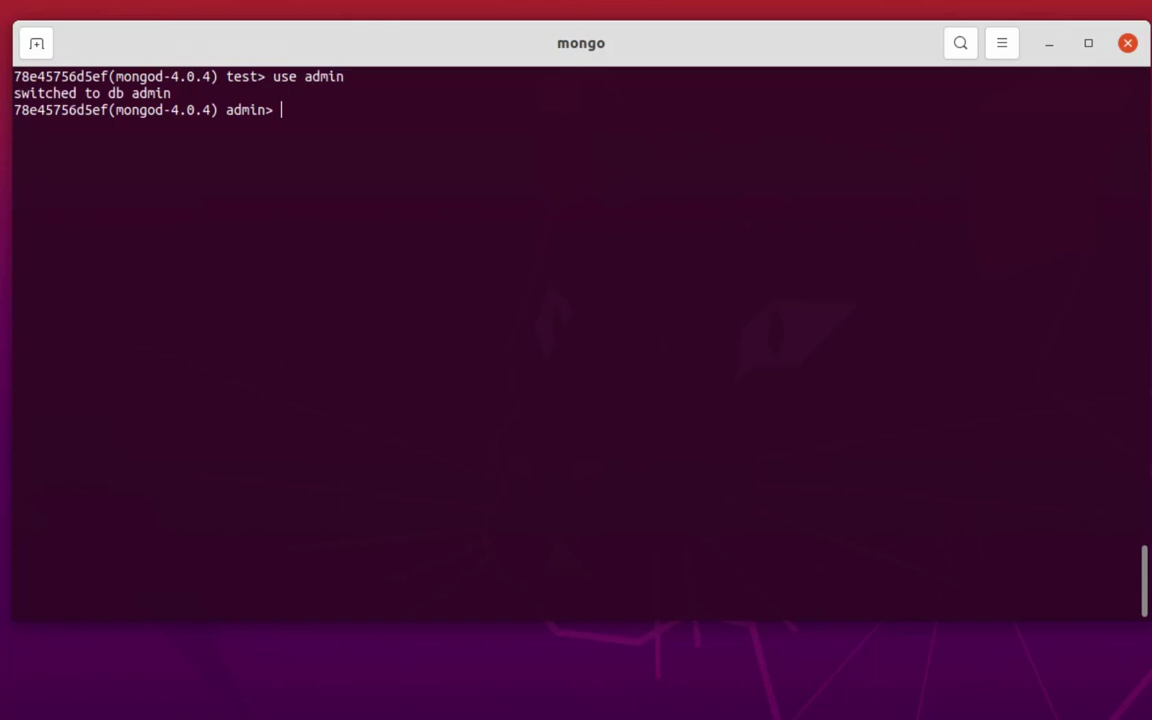 mongo
78e45756d5ef(mongod-4.0.4) test> use admin
switched to db admin
78e45756d5ef(mongod-4.0.4) admin>